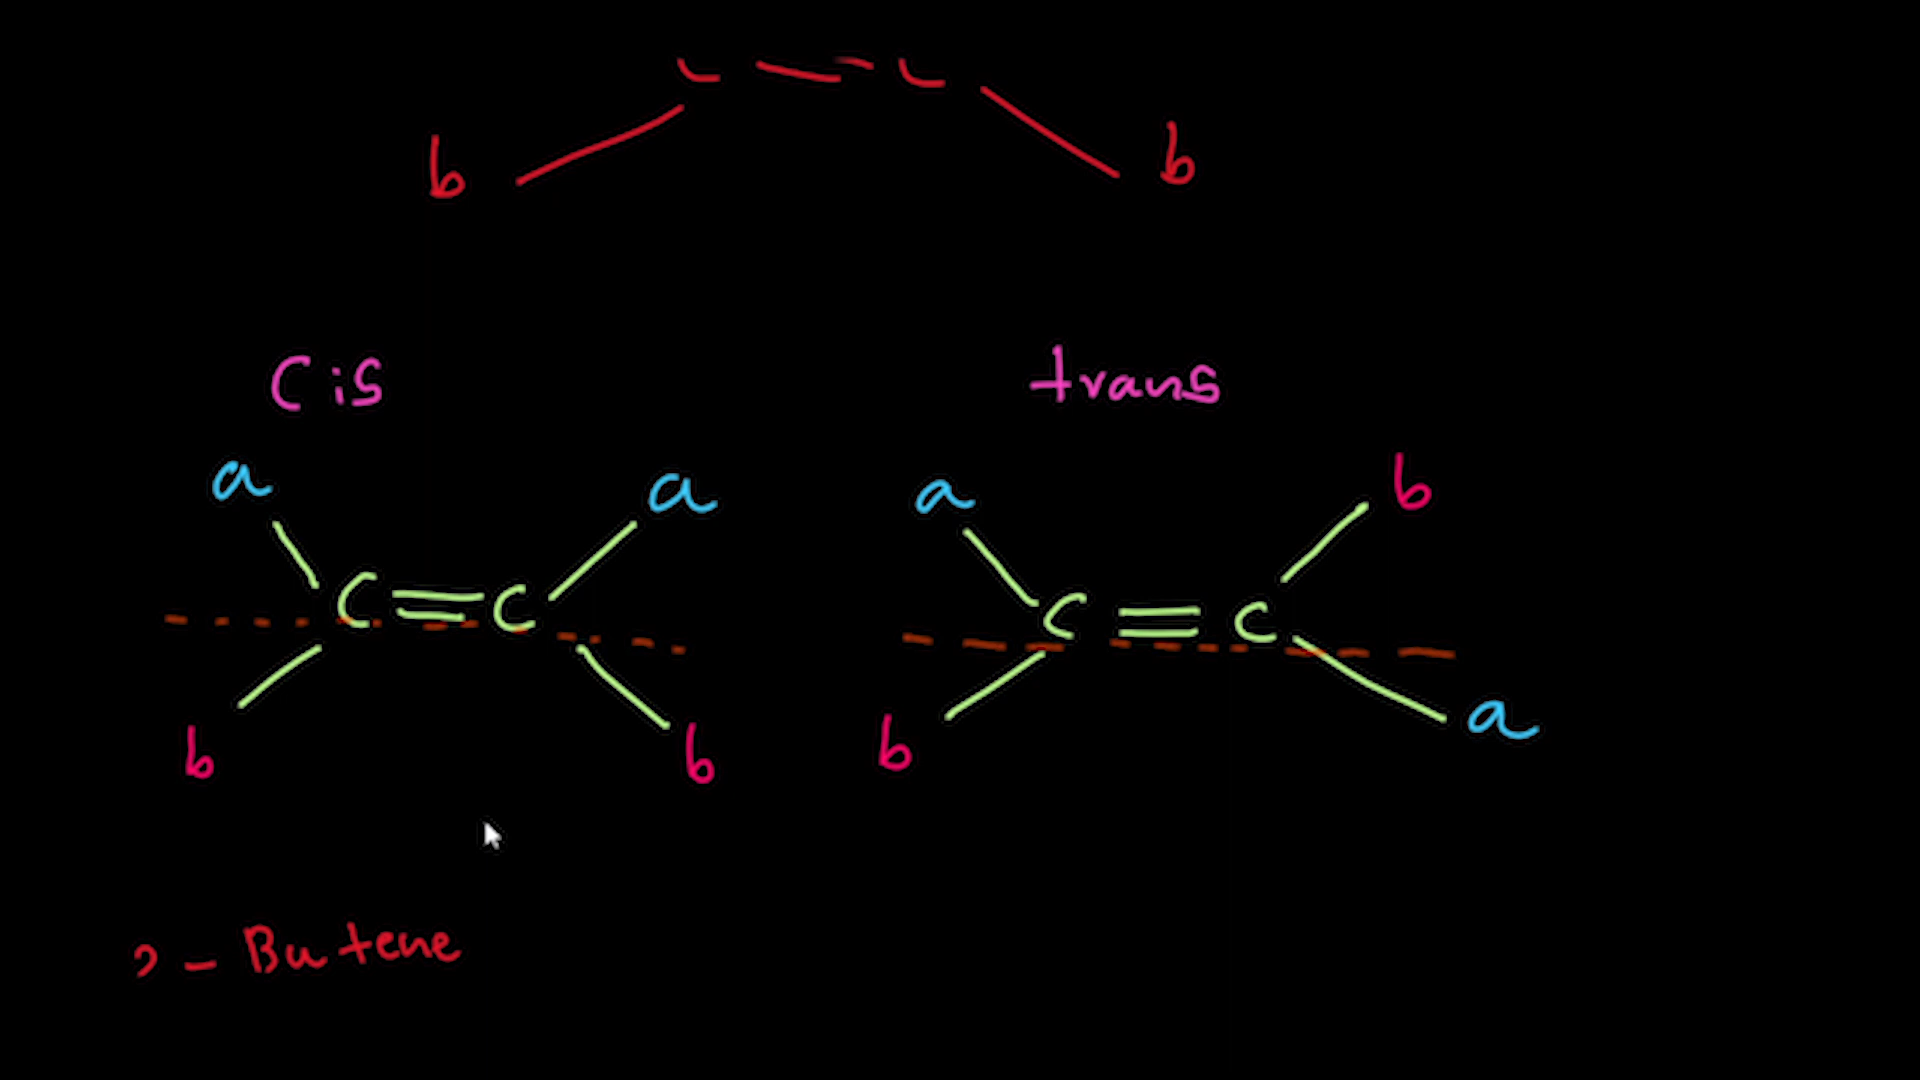 b b
Cis trans
a a a b
C = C C = C
b b b a
2 - Butene